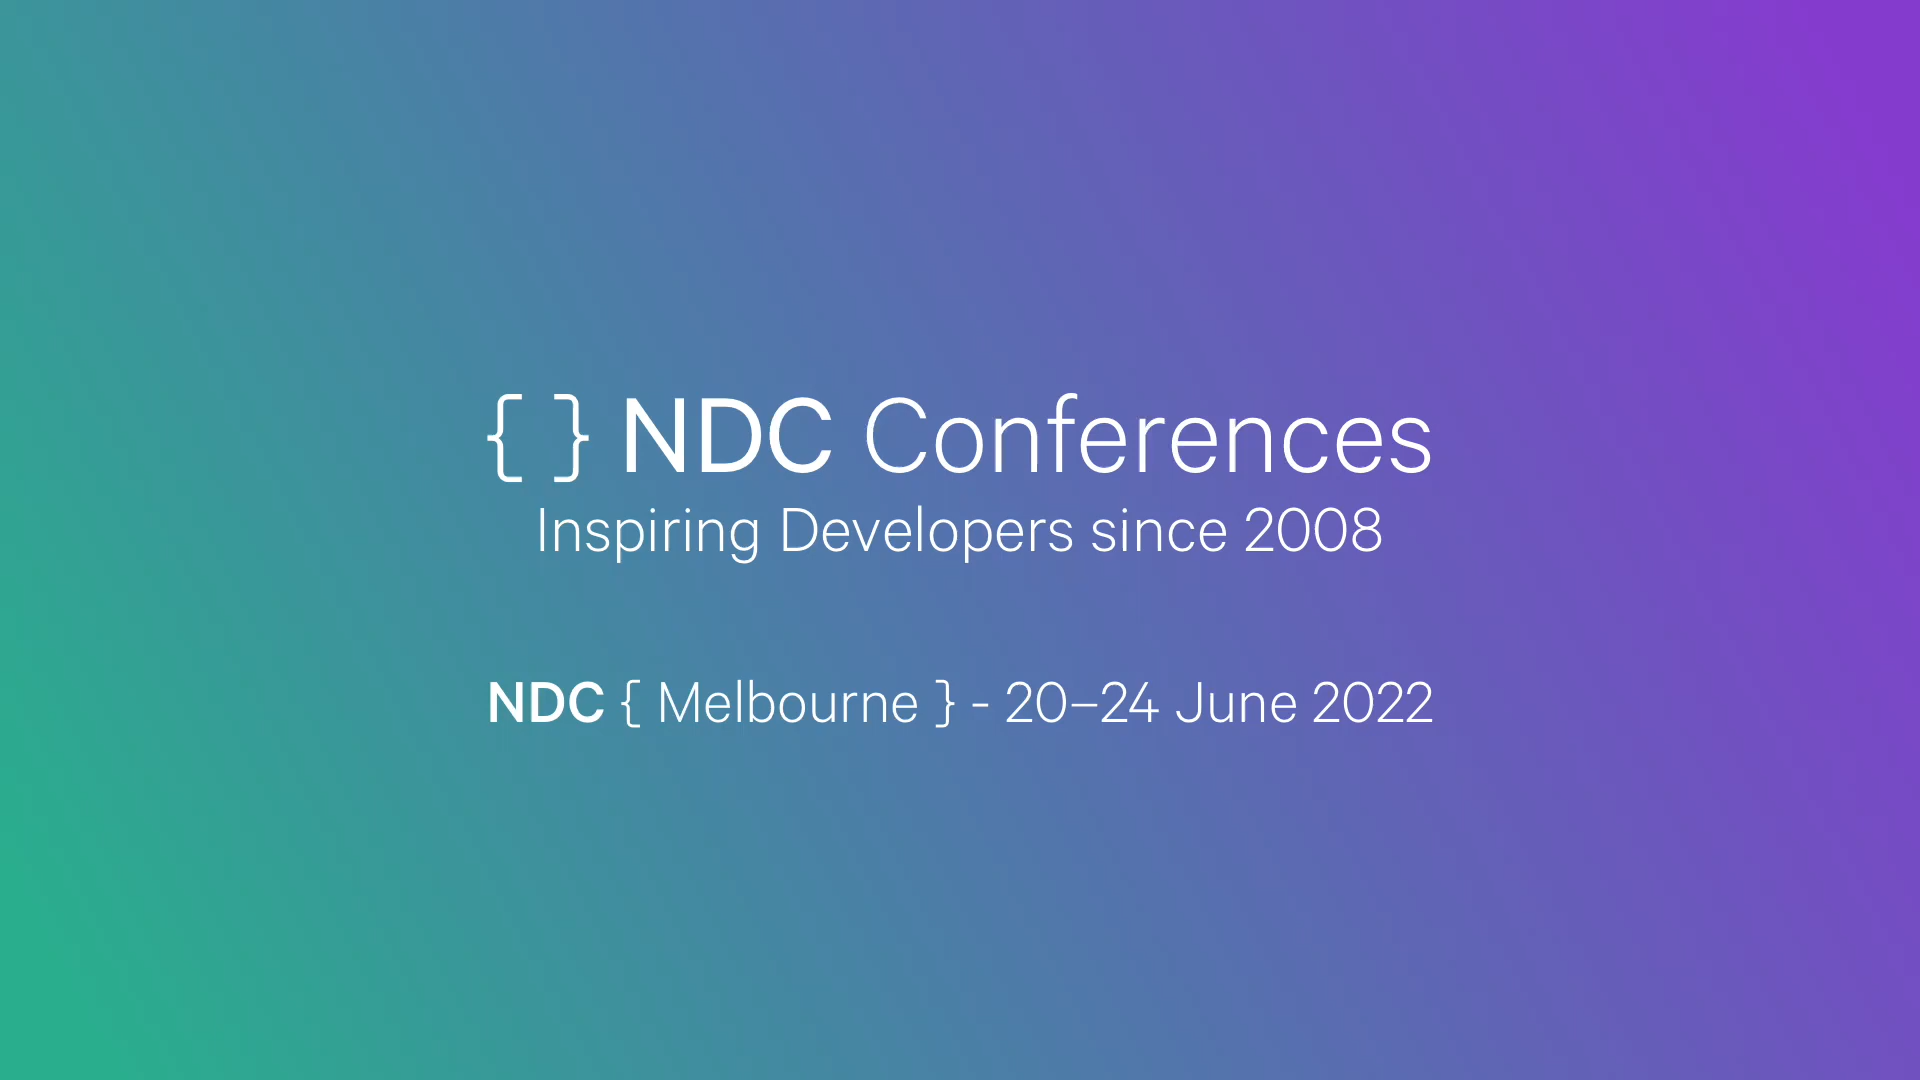 { } NDC Conferences
Inspiring Developers since 2008
NDC { Melbourne } - 20–24 June 2022